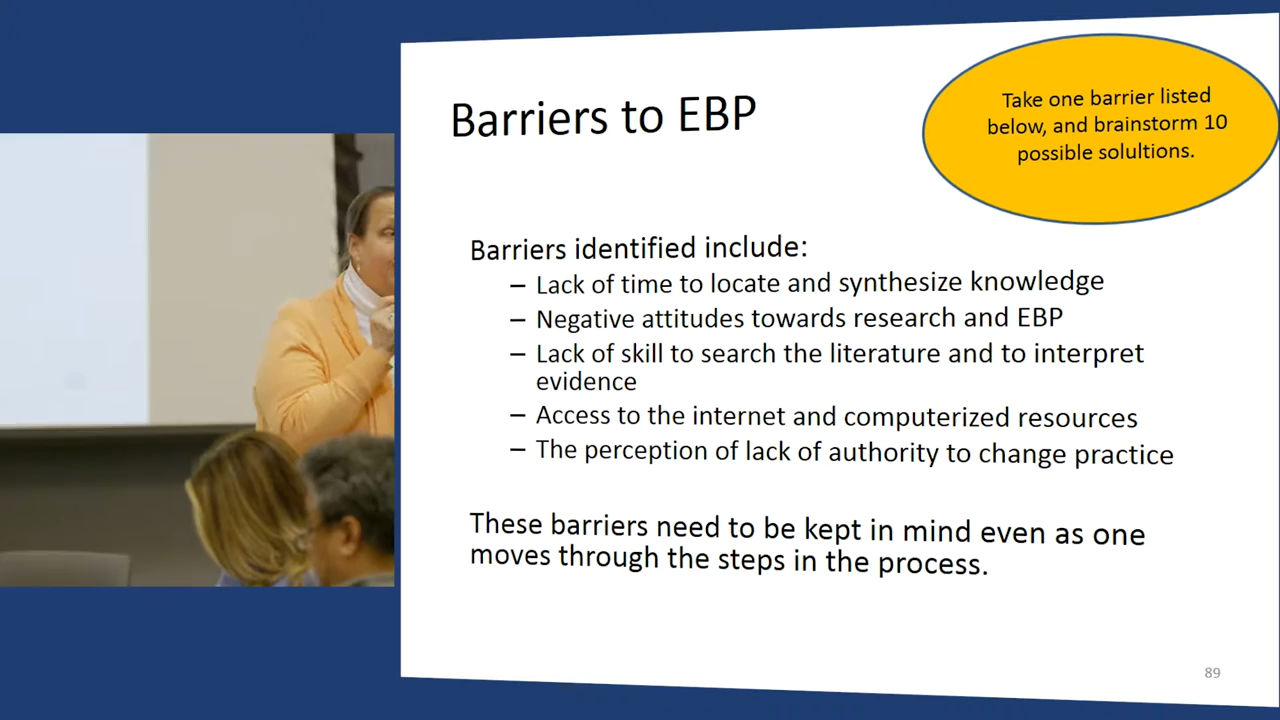 Barriers to EBP
Take one barrier listed
below, and brainstorm 10
possible solultions.
Barriers identified include:
– Lack of time to locate and synthesize knowledge
– Negative attitudes towards research and EBP
– Lack of skill to search the literature and to interpret
evidence
– Access to the internet and computerized resources
– The perception of lack of authority to change practice
These barriers need to be kept in mind even as one
moves through the steps in the process.
89